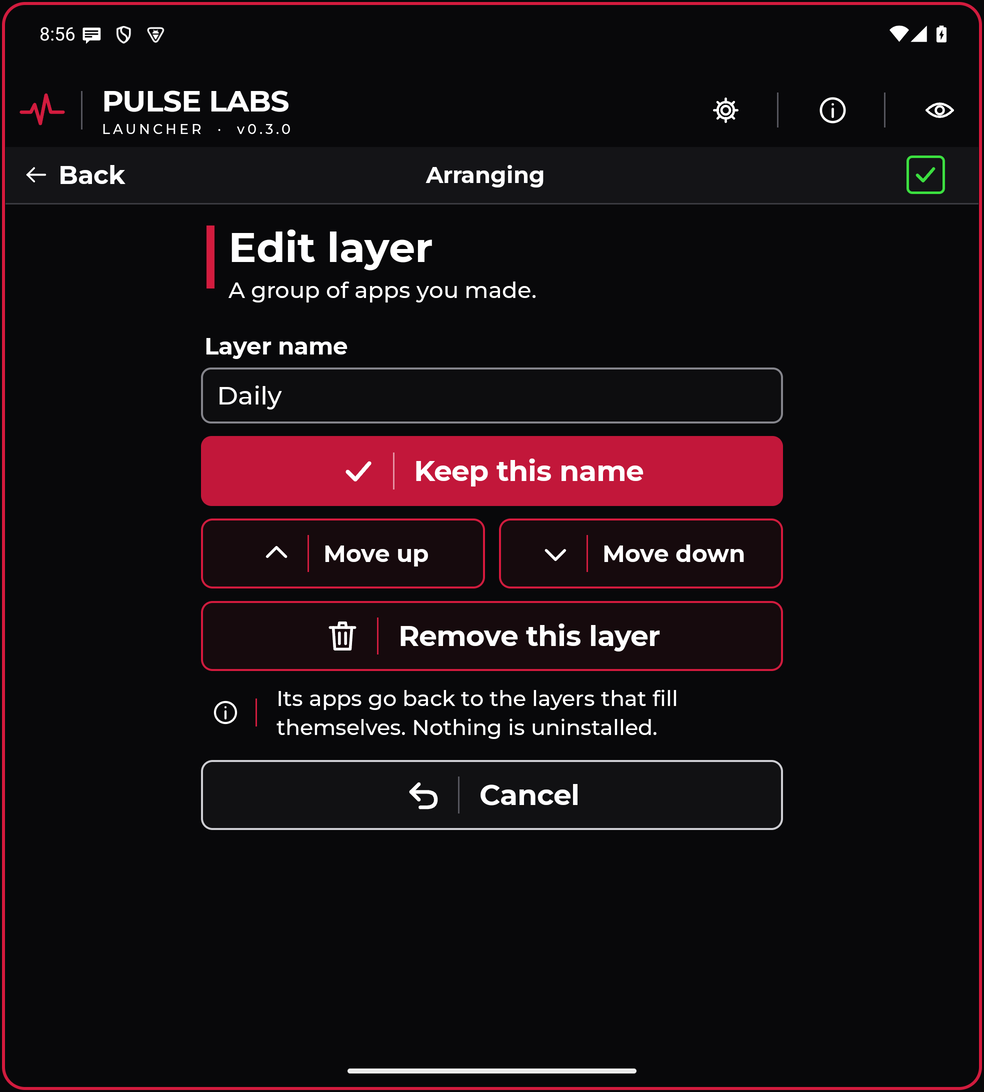 8:56
PULSE LABS
LAUNCHER · v0.3.0
Back
Arranging
Edit layer
A group of apps you made.
Layer name
Daily
Keep this name
Move up
Move down
Remove this layer
Its apps go back to the layers that fill
themselves. Nothing is uninstalled.
Cancel